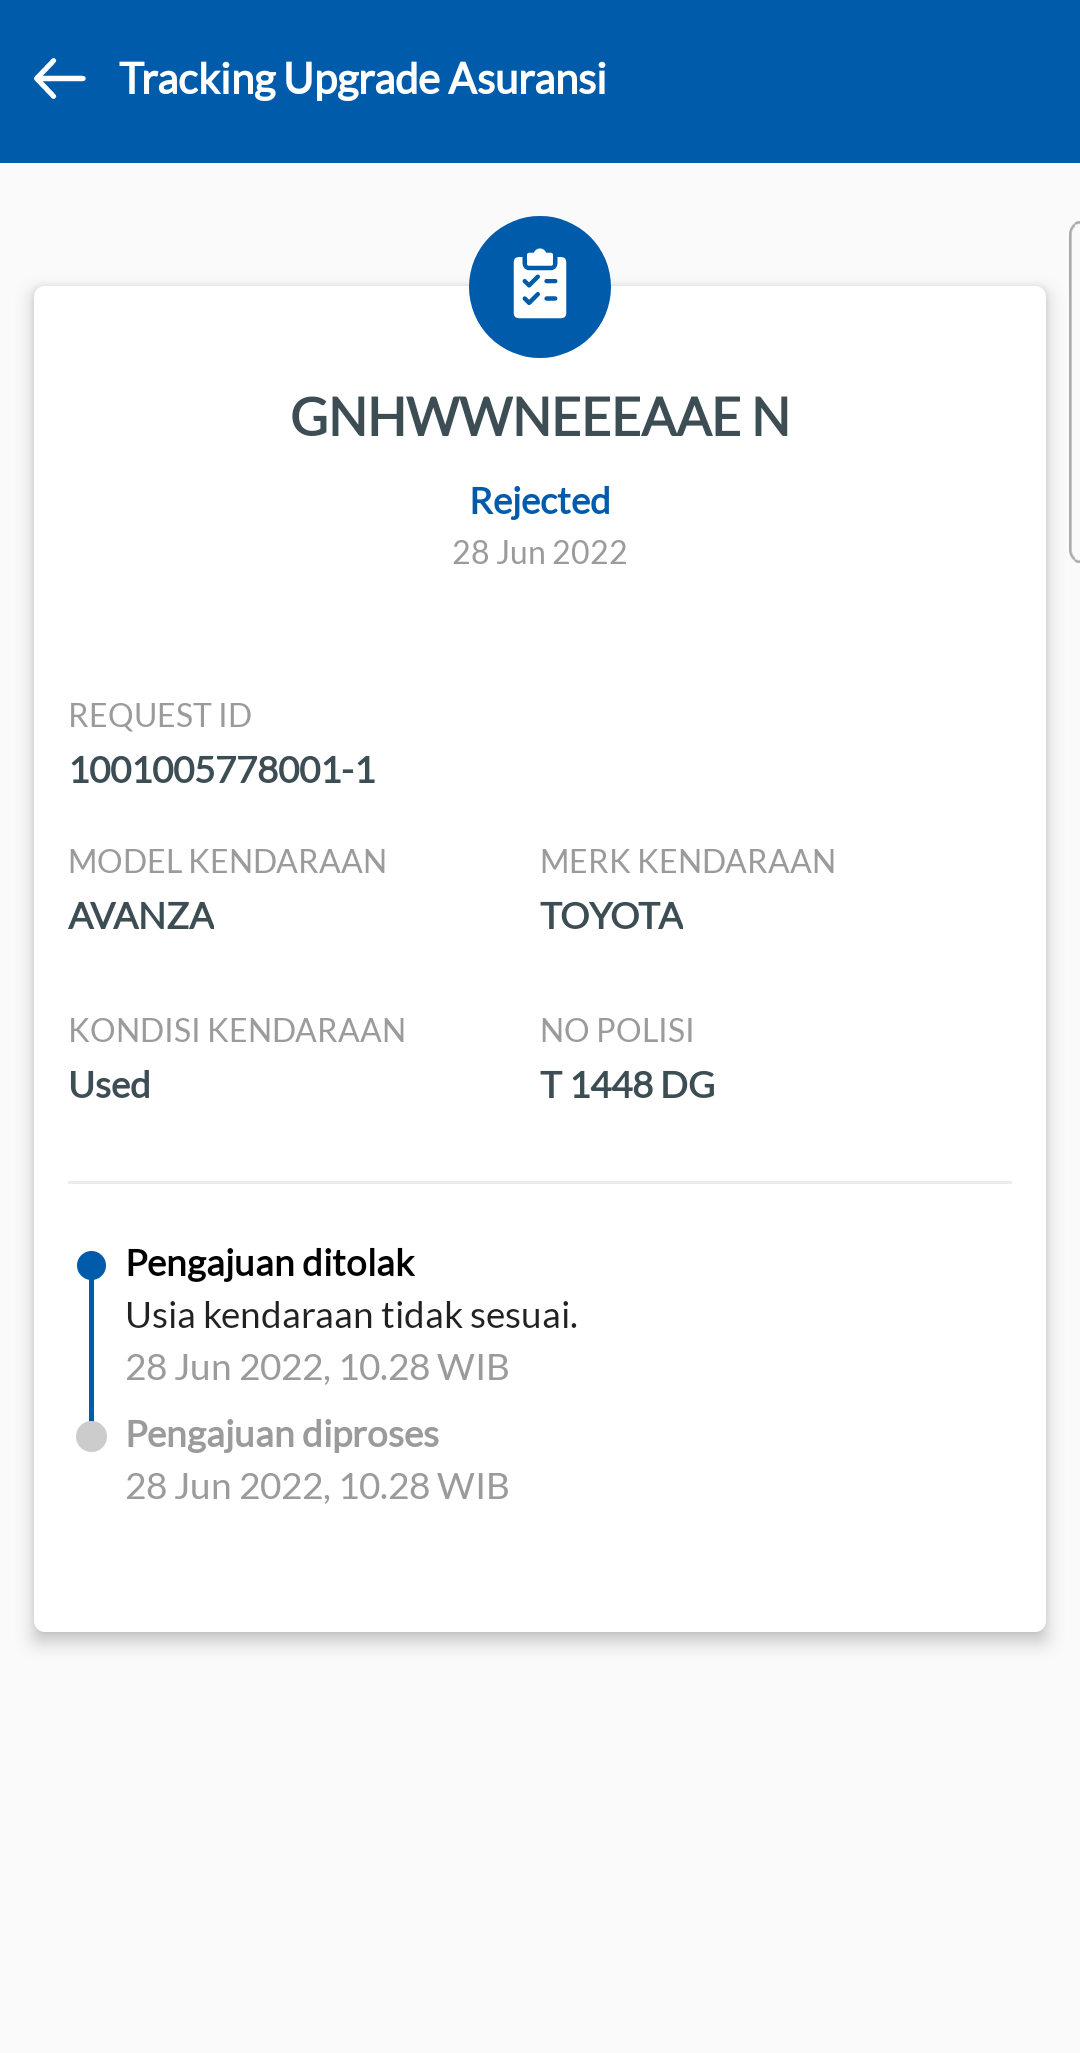 Tracking Upgrade Asuransi
GNHWWNEEEAAE N
Rejected
28 Jun 2022
REQUEST ID
1001005778001-1
MODEL KENDARAAN
AVANZA
MERK KENDARAAN
TOYOTA
KONDISI KENDARAAN
Used
NO POLISI
T 1448 DG
Pengajuan ditolak
Usia kendaraan tidak sesuai.
28 Jun 2022, 10.28 WIB
Pengajuan diproses
28 Jun 2022, 10.28 WIB